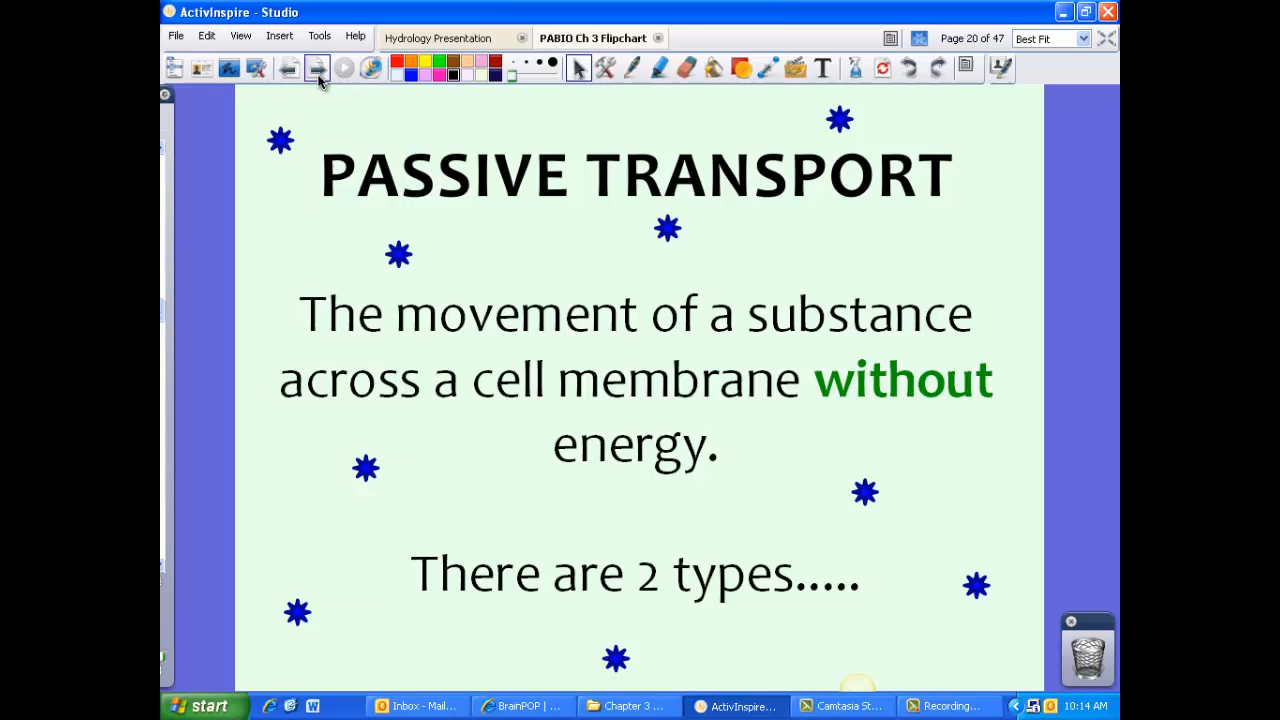 ActivInspire - Studio
File Edit View Insert Tools Help
Hydrology Presentation
PABIO Ch 3 Flipchart
Page 20 of 47
Best Fit
PASSIVE TRANSPORT
The movement of a substance
across a cell membrane without
energy.
There are 2 types.....
start
W
Inbox - Mail...
BrainPOP | ...
Chapter 3 ...
ActivInspire...
Camtasia St...
Recording...
10:14 AM